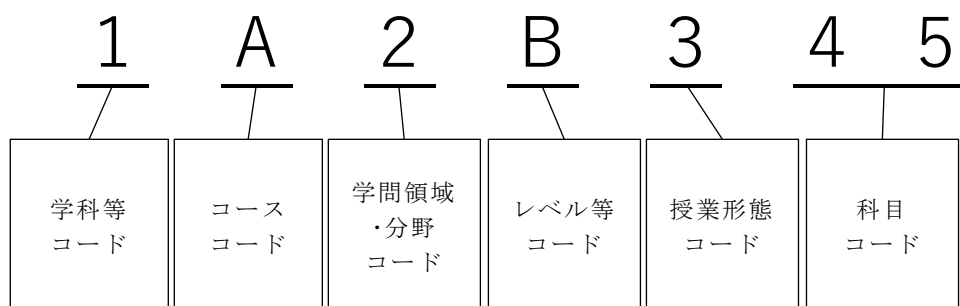 1 A 2 B 3 4 5
学科等
コード
コース
コード
学問領域
・分野
コード
レベル等
コード
授業形態
コード
科目
コード